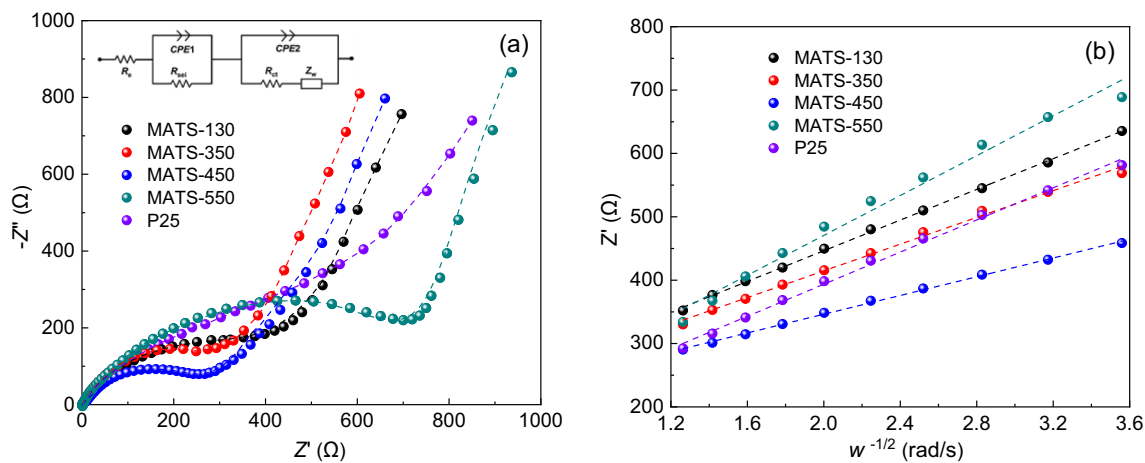 -Z'' (Ω)
1000
800
600
400
200
0
0 200 400 600 800 1000
Z' (Ω)
(a)
CPE1
CPE2
Re
Rsei
Rct
Zw
MATS-130
MATS-350
MATS-450
MATS-550
P25
Z' (Ω)
800
700
600
500
400
300
200
1.2 1.6 2.0 2.4 2.8 3.2 3.6
w -1/2 (rad/s)
(b)
MATS-130
MATS-350
MATS-450
MATS-550
P25